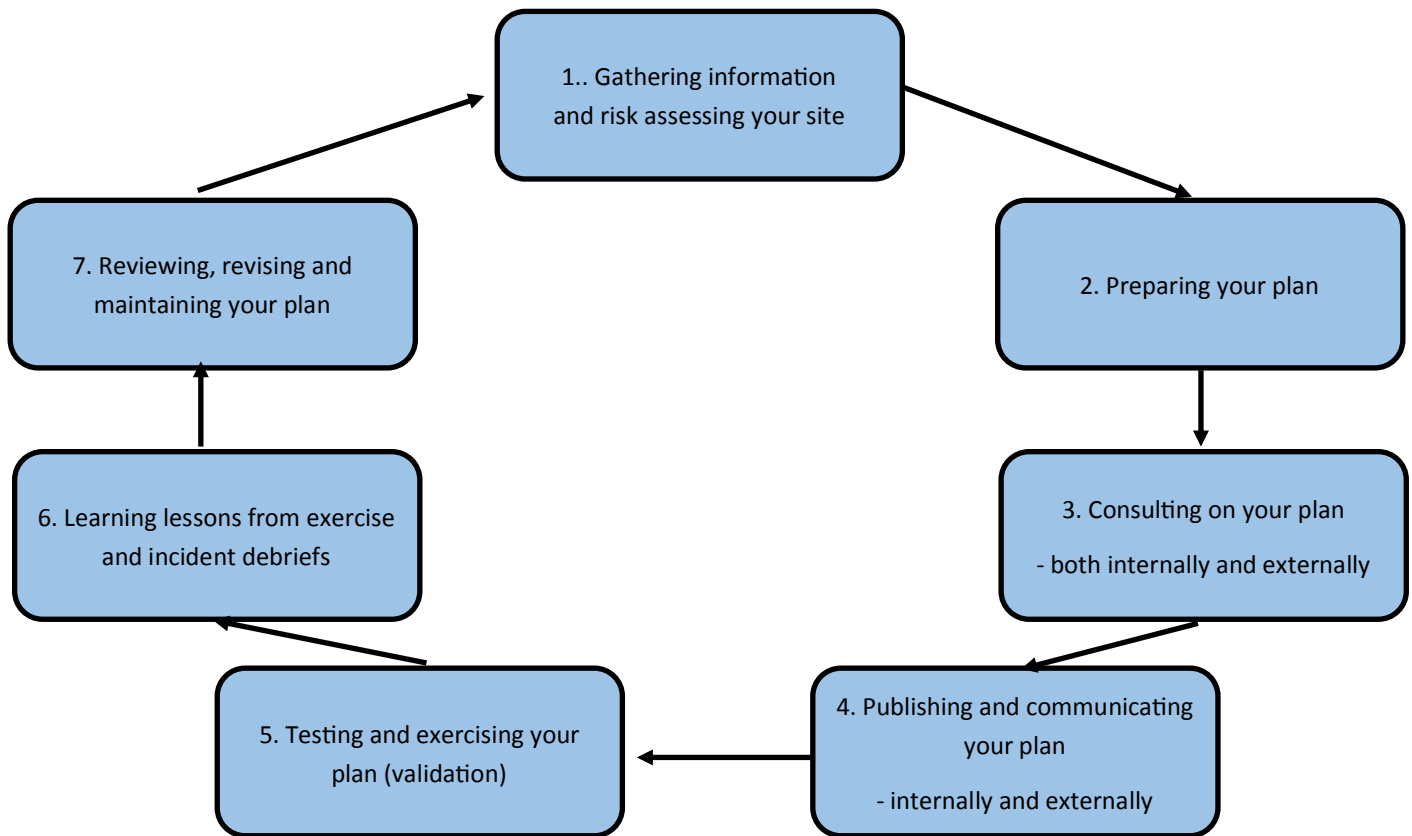 1.. Gathering information
and risk assessing your site
2. Preparing your plan
3. Consulting on your plan
- both internally and externally
4. Publishing and communicating
your plan
- internally and externally
5. Testing and exercising your
plan (validation)
6. Learning lessons from exercise
and incident debriefs
7. Reviewing, revising and
maintaining your plan